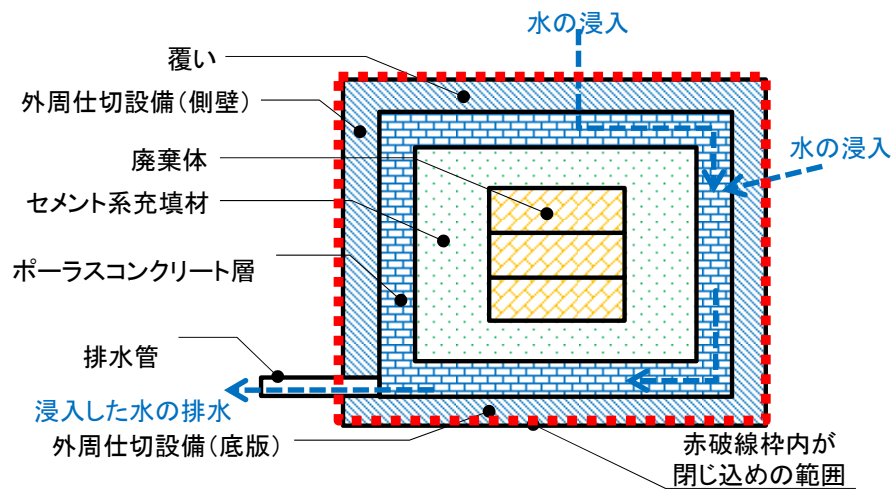 水の浸入
覆い
外周仕切設備(側壁)
水の浸入
廃棄体
セメント系充填材
ポーラスコンクリート層
排水管
浸入した水の排水
外周仕切設備(底版)
赤破線枠内が
閉じ込めの範囲